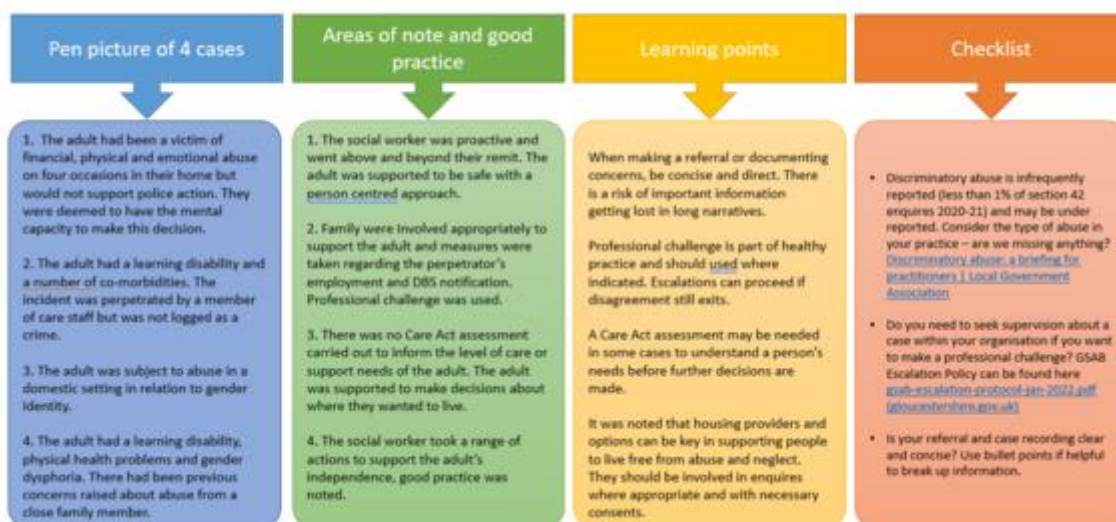 Pen picture of 4 cases
1. The adult had been a victim of
financial, physical and emotional abuse
on four occasions in their home but
would not support police action. They
were deemed to have the mental
capacity to make this decision.
2. The adult had a learning disability and
a number of co-morbidities. The
incident was perpetrated by a member
of care staff but was not logged as a
crime.
3. The adult was subject to abuse in a
domestic setting in relation to gender
identity.
4. The adult had a learning disability,
physical health problems and gender
dysphoria. There had been previous
concerns raised about abuse from a
close family member.
Areas of note and good
practice
1. The social worker was proactive and
went above and beyond their remit. The
adult was supported to be safe with a
person centred approach.
2. Family were involved appropriately to
support the adult and measures were
taken regarding the perpetrator's
employment and DBS notification.
Professional challenge was used.
3. There was no Care Act assessment
carried out to inform the level of care or
support needs of the adult. The adult
was supported to make decisions about
where they wanted to live.
4. The social worker took a range of
actions to support the adult's
independence, good practice was
noted.
Learning points
When making a referral or documenting
concerns, be concise and direct. There
is a risk of important information
getting lost in long narratives.
Professional challenge is part of healthy
practice and should used where
indicated. Escalations can proceed if
disagreement still exits.
A Care Act assessment may be needed
in some cases to understand a person's
needs before further decisions are
made.
It was noted that housing providers and
options can be key in supporting people
to live free from abuse and neglect.
They should be involved in enquires
where appropriate and with necessary
consents.
Checklist
• Discriminatory abuse is infrequently
reported (less than 1% of section 42
enquires 2020-21) and may be under
reported. Consider the type of abuse in
your practice – are we missing anything?
Discriminatory abuse: a briefing for
practitioners | Local Government
Association
• Do you need to seek supervision about a
case within your organisation if you want
to make a professional challenge? GSAB
Escalation Policy can be found here
gsab-escalation-protocol-jan-2022.pdf
(gloucestershire.gov.uk)
• Is your referral and case recording clear
and concise? Use bullet points if helpful
to break up information.